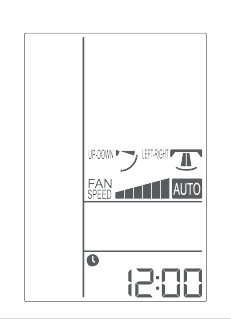 UP-DOWN LEFT-RIGHT
FAN SPEED AUTO
12:00